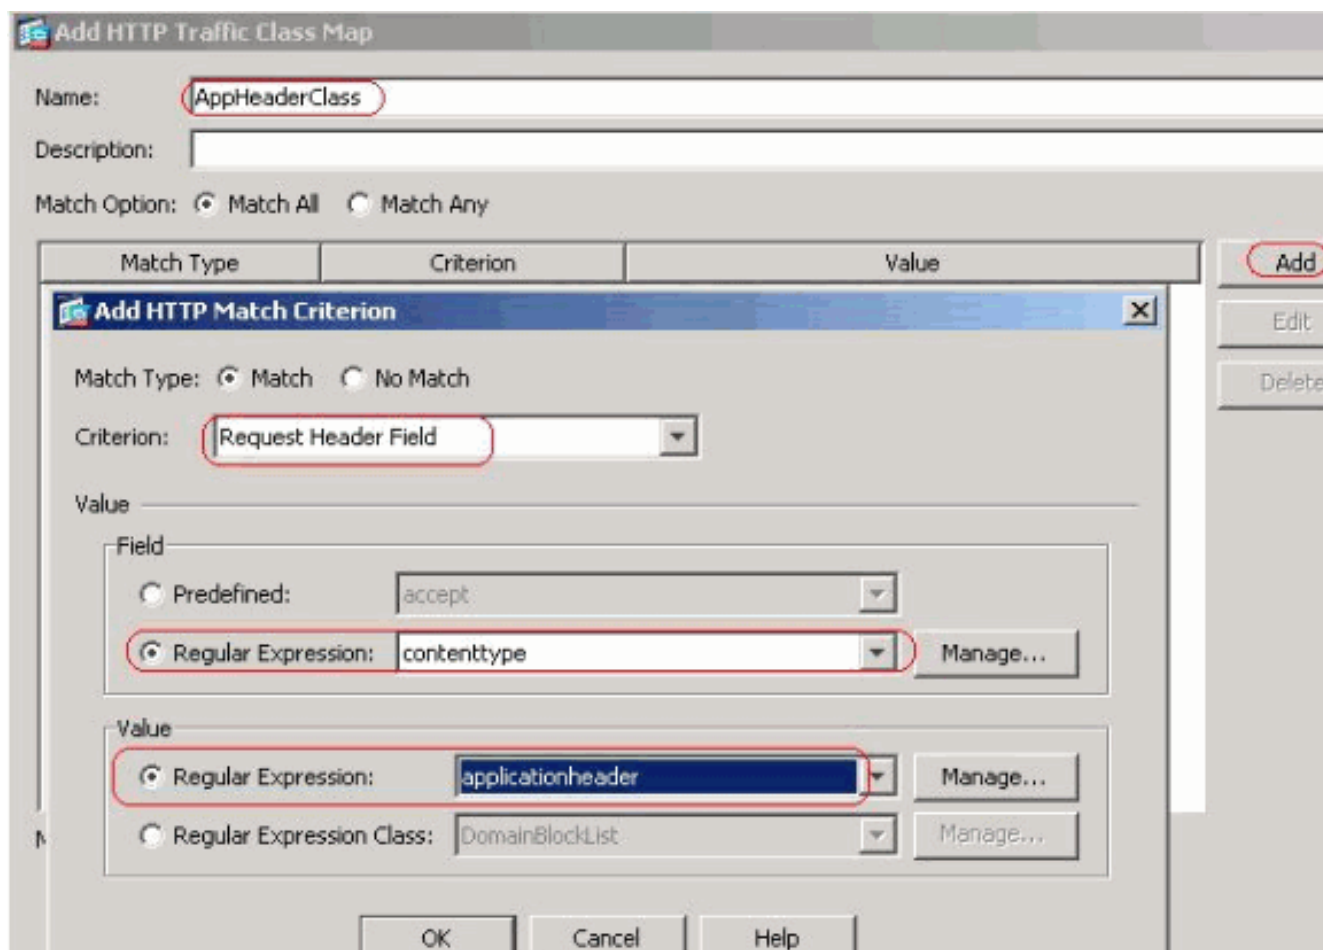 Add HTTP Traffic Class Map
Name: AppHeaderClass
Description:
Match Option: Match All Match Any
Match Type Criterion Value Add
Add HTTP Match Criterion
Edit
Match Type: Match No Match
Delete
Criterion: Request Header Field
Value
Field
Predefined: accept
Regular Expression: contenttype Manage...
Value
Regular Expression: applicationheader Manage...
Regular Expression Class: DomainBlockList Manage...
OK Cancel Help